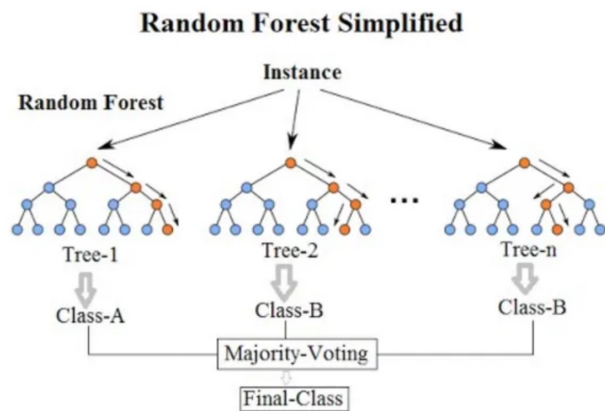 Random Forest Simplified
Instance
Random Forest
...
Tree-1 Tree-2 Tree-n
Class-A Class-B Class-B
Majority-Voting
Final-Class